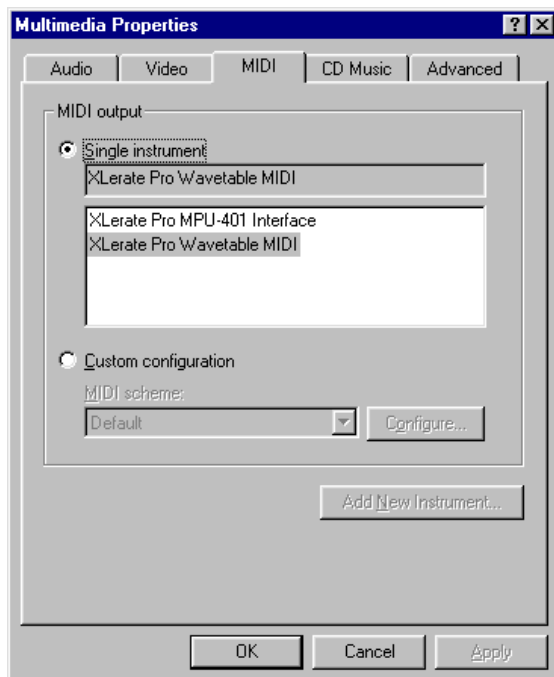 Multimedia Properties
Audio Video MIDI CD Music Advanced
MIDI output
Single instrument
XLerate Pro Wavetable MIDI
XLerate Pro MPU-401 Interface
XLerate Pro Wavetable MIDI
Custom configuration
MIDI scheme:
Default Configure...
Add New Instrument...
OK Cancel Apply